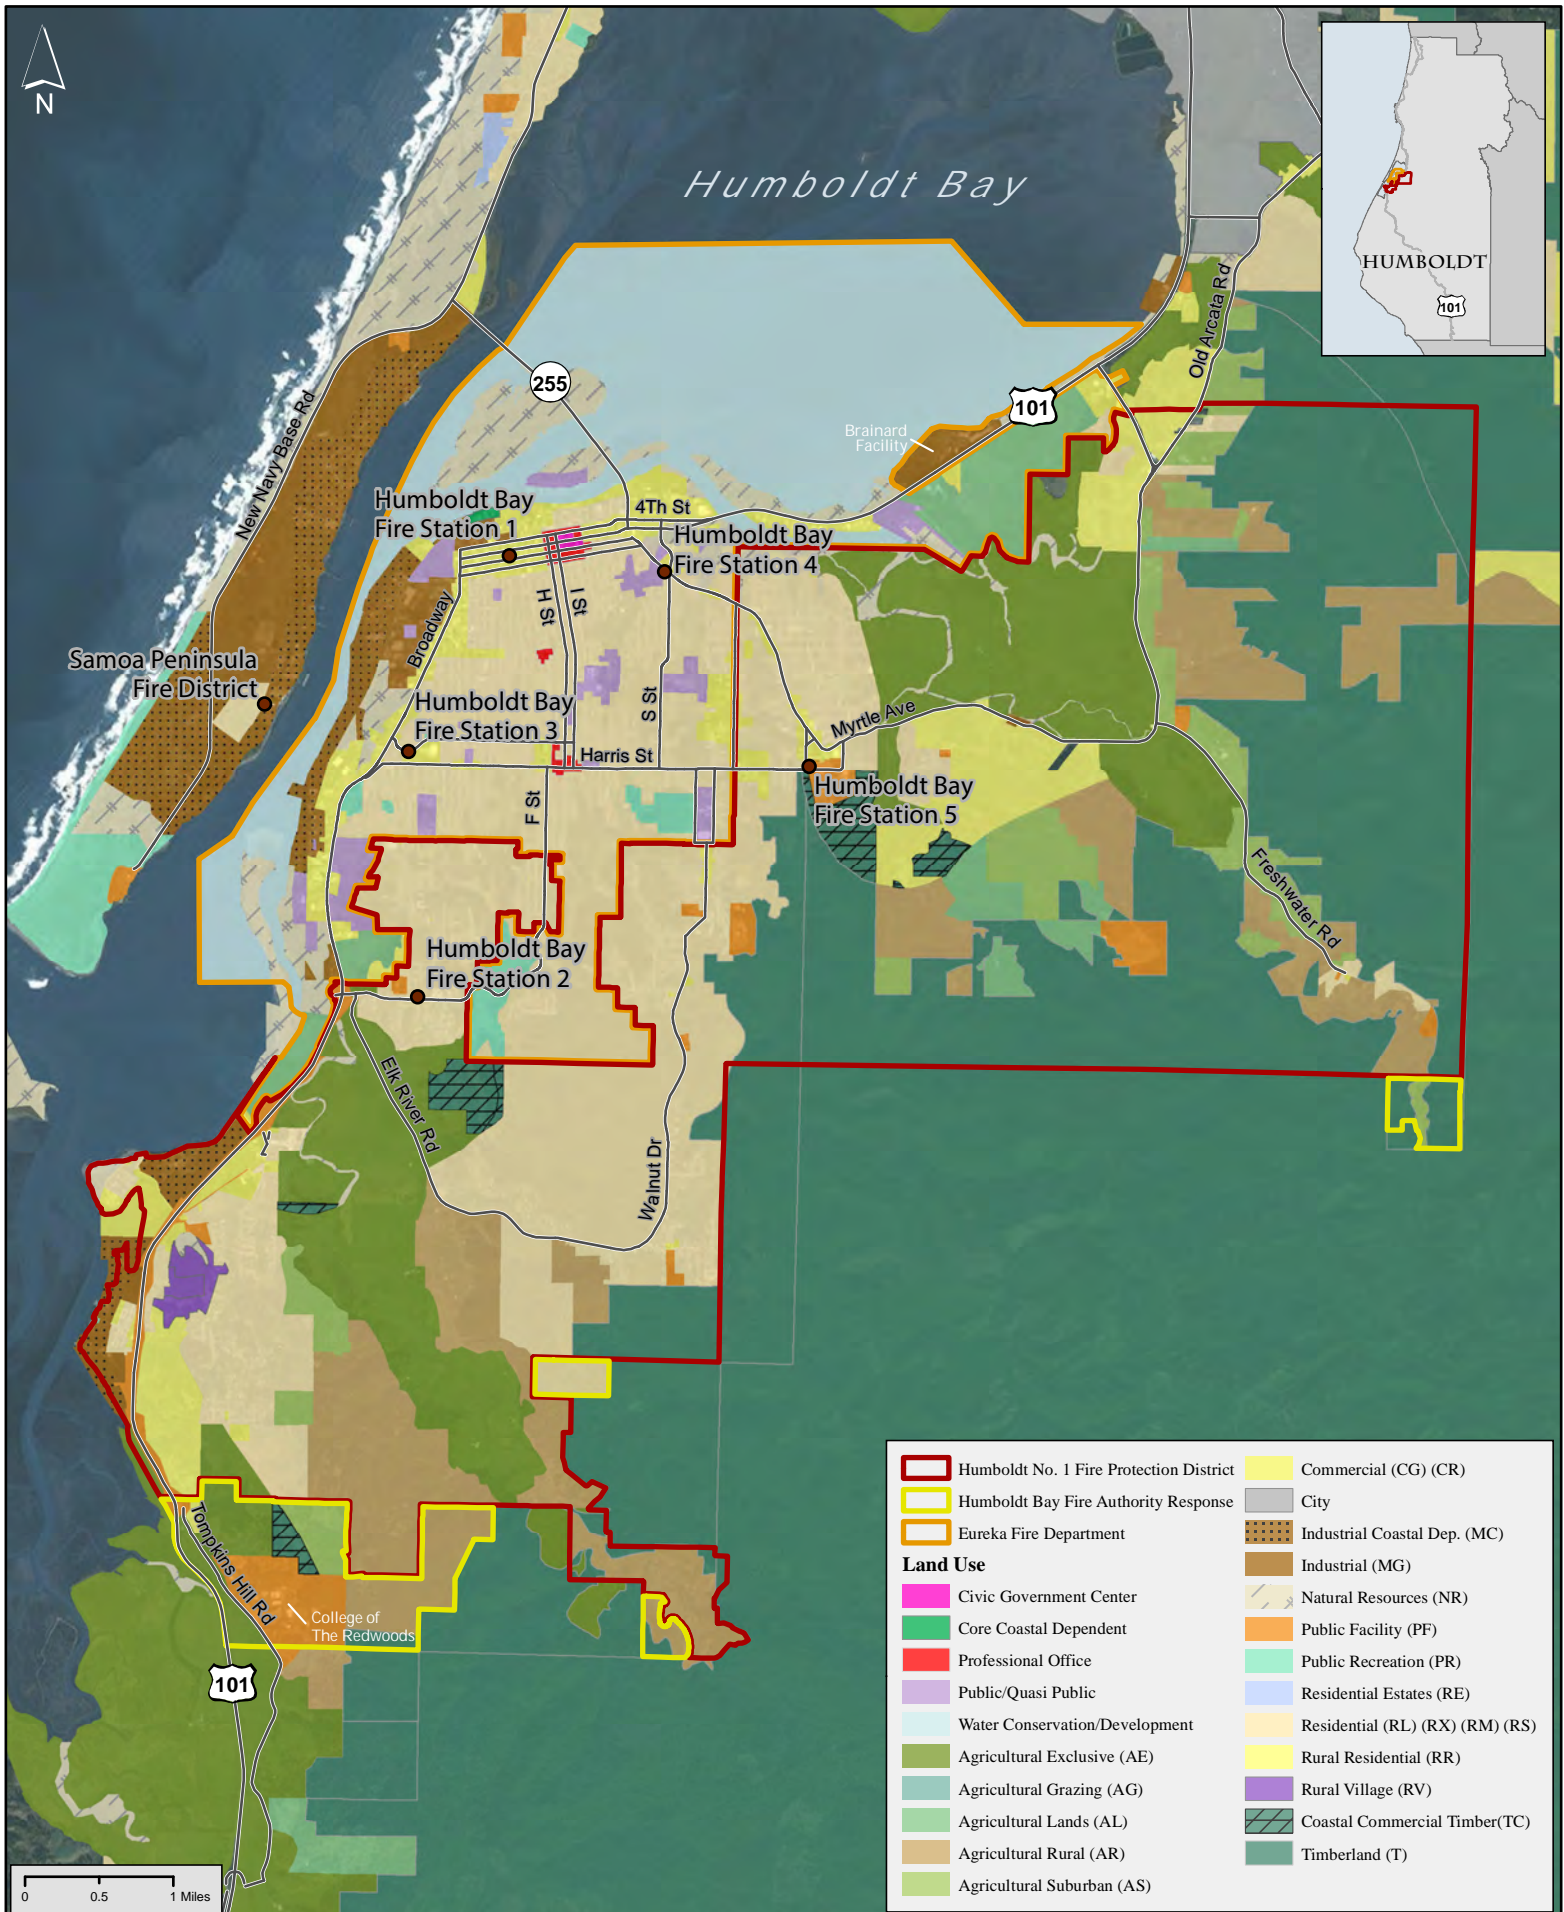 N
Humboldt Bay
HUMBOLDT
101
Old Arcata Rd
255
101
New Navy Base Rd
Brainard
Facility
Humboldt Bay
Fire Station 1
4Th St
Humboldt Bay
Fire Station 4
H St
I St
Broadway
Samoa Peninsula
Fire District
Humboldt Bay
Fire Station 3
S St
Myrtle Ave
Harris St
Humboldt Bay
Fire Station 5
F St
Freshwater Rd
Humboldt Bay
Fire Station 2
Elk River Rd
Walnut Dr
Tompkins Hill Rd
College of
The Redwoods
101
0 0.5 1 Miles
Humboldt No. 1 Fire Protection District
Humboldt Bay Fire Authority Response
Eureka Fire Department
Land Use
Civic Government Center
Core Coastal Dependent
Professional Office
Public/Quasi Public
Water Conservation/Development
Agricultural Exclusive (AE)
Agricultural Grazing (AG)
Agricultural Lands (AL)
Agricultural Rural (AR)
Agricultural Suburban (AS)
Commercial (CG) (CR)
City
Industrial Coastal Dep. (MC)
Industrial (MG)
Natural Resources (NR)
Public Facility (PF)
Public Recreation (PR)
Residential Estates (RE)
Residential (RL) (RX) (RM) (RS)
Rural Residential (RR)
Rural Village (RV)
Coastal Commercial Timber(TC)
Timberland (T)